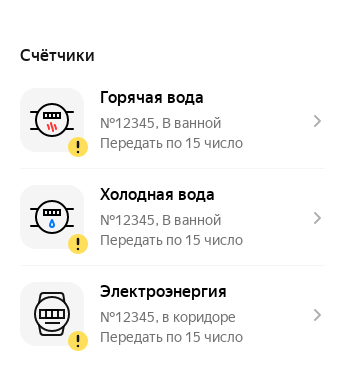 Счётчики
Горячая вода
№12345, В ванной
Передать по 15 число
Холодная вода
№12345, В ванной
Передать по 15 число
Электроэнергия
№12345, в коридоре
Передать по 15 число